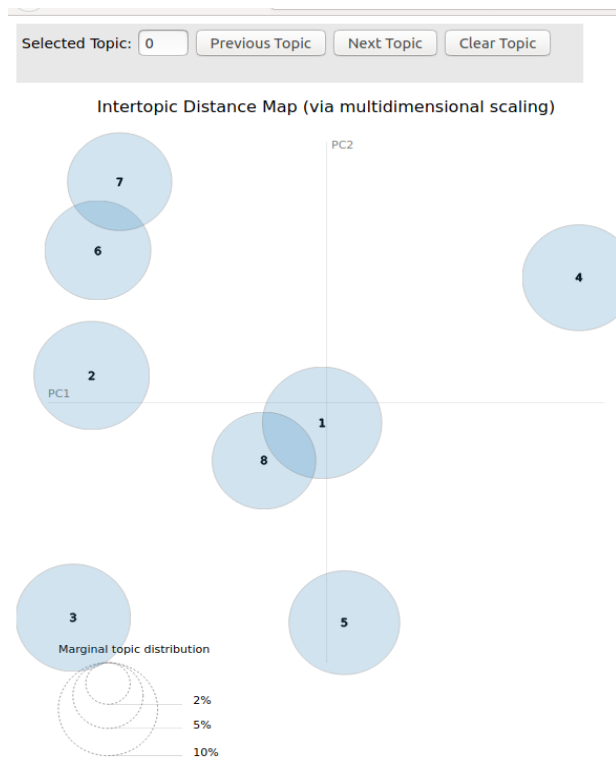 Selected Topic: 0 Previous Topic Next Topic Clear Topic
Intertopic Distance Map (via multidimensional scaling)
PC2
7
6
4
2
PC1
1
8
3
5
Marginal topic distribution
2%
5%
10%